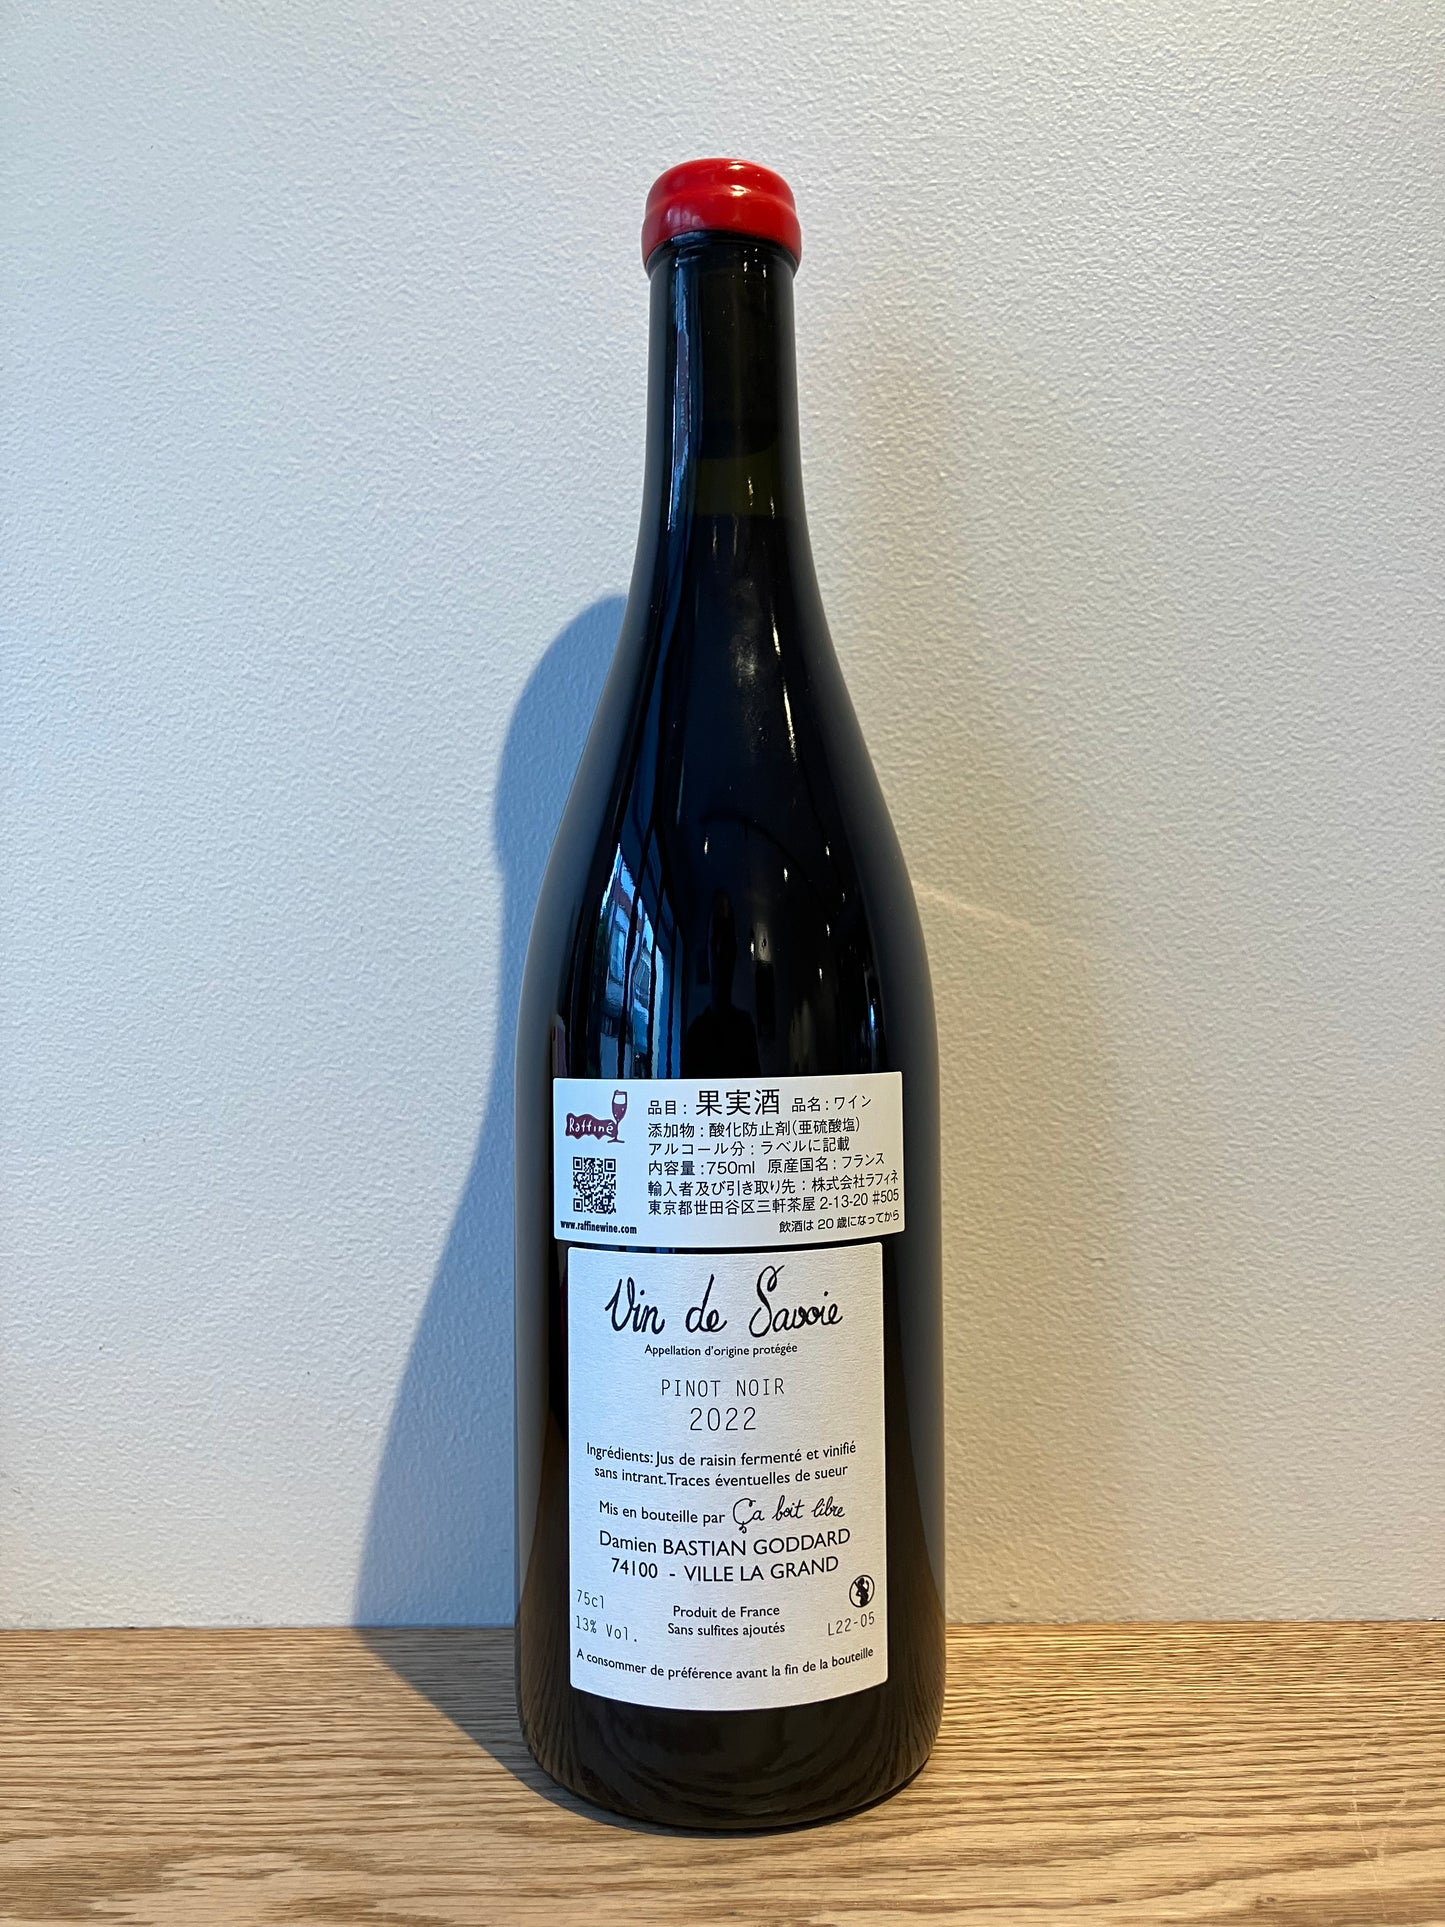 Raffiné
品目：果実酒 品名：ワイン
添加物：酸化防止剤（亜硫酸塩）
アルコール分：ラベルに記載
内容量：750ml 原産国名：フランス
輸入者及び引き取り先：株式会社ラフィネ
東京都世田谷区三軒茶屋 2-13-20 #505
www.raffinewine.com
飲酒は 20 歳になってから
Vin de Savoie
Appellation d'origine protégée
PINOT NOIR
2022
Ingrédients: Jus de raisin fermenté et vinifié
sans intrant. Traces éventuelles de sueur
Mis en bouteille par Ça boit libre
Damien BASTIAN GODDARD
74100 - VILLE LA GRAND
75cl
13% Vol.
Produit de France
Sans sulfites ajoutés
L22-05
A consommer de préférence avant la fin de la bouteille